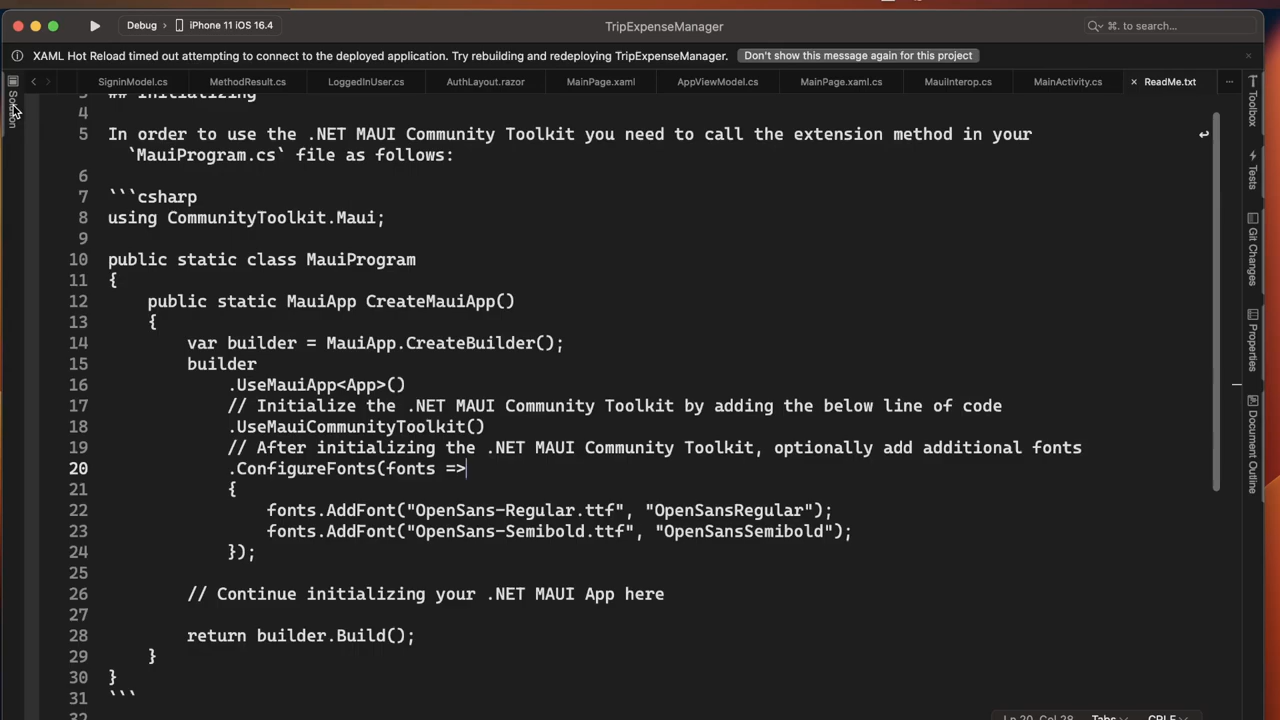 TripExpenseManager
Debug
iPhone 11 iOS 16.4
⌘. to search...
XAML Hot Reload timed out attempting to connect to the deployed application. Try rebuilding and redeploying TripExpenseManager.
Don't show this message again for this project
SigninModel.cs
MethodResult.cs
LoggedInUser.cs
AuthLayout.razor
MainPage.xaml
AppViewModel.cs
MainPage.xaml.cs
MauiInterop.cs
MainActivity.cs
ReadMe.txt
Solution
Toolbox
Tests
Git Changes
Properties
Document Outline
3 ## Initializing
4
5 In order to use the .NET MAUI Community Toolkit you need to call the extension method in your
`MauiProgram.cs` file as follows:
6
7 ```csharp
8 using CommunityToolkit.Maui;
9
10 public static class MauiProgram
11 {
12 public static MauiApp CreateMauiApp()
13 {
14 var builder = MauiApp.CreateBuilder();
15 builder
16 .UseMauiApp<App>()
17 // Initialize the .NET MAUI Community Toolkit by adding the below line of code
18 .UseMauiCommunityToolkit()
19 // After initializing the .NET MAUI Community Toolkit, optionally add additional fonts
20 .ConfigureFonts(fonts =>
21 {
22 fonts.AddFont("OpenSans-Regular.ttf", "OpenSansRegular");
23 fonts.AddFont("OpenSans-Semibold.ttf", "OpenSansSemibold");
24 });
25
26 // Continue initializing your .NET MAUI App here
27
28 return builder.Build();
29 }
30 }
31 ```
32
Ln 20, Col 28
Tabs
CRLF